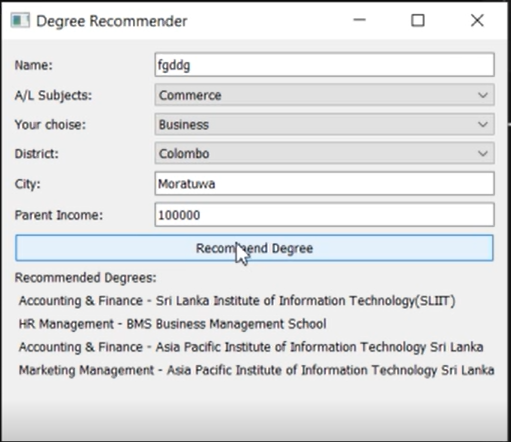 Degree Recommender
Name: fgddg
A/L Subjects: Commerce
Your choise: Business
District: Colombo
City: Moratuwa
Parent Income: 100000
Recommend Degree
Recommended Degrees:
Accounting & Finance - Sri Lanka Institute of Information Technology(SLIIT)
HR Management - BMS Business Management School
Accounting & Finance - Asia Pacific Institute of Information Technology Sri Lanka
Marketing Management - Asia Pacific Institute of Information Technology Sri Lanka